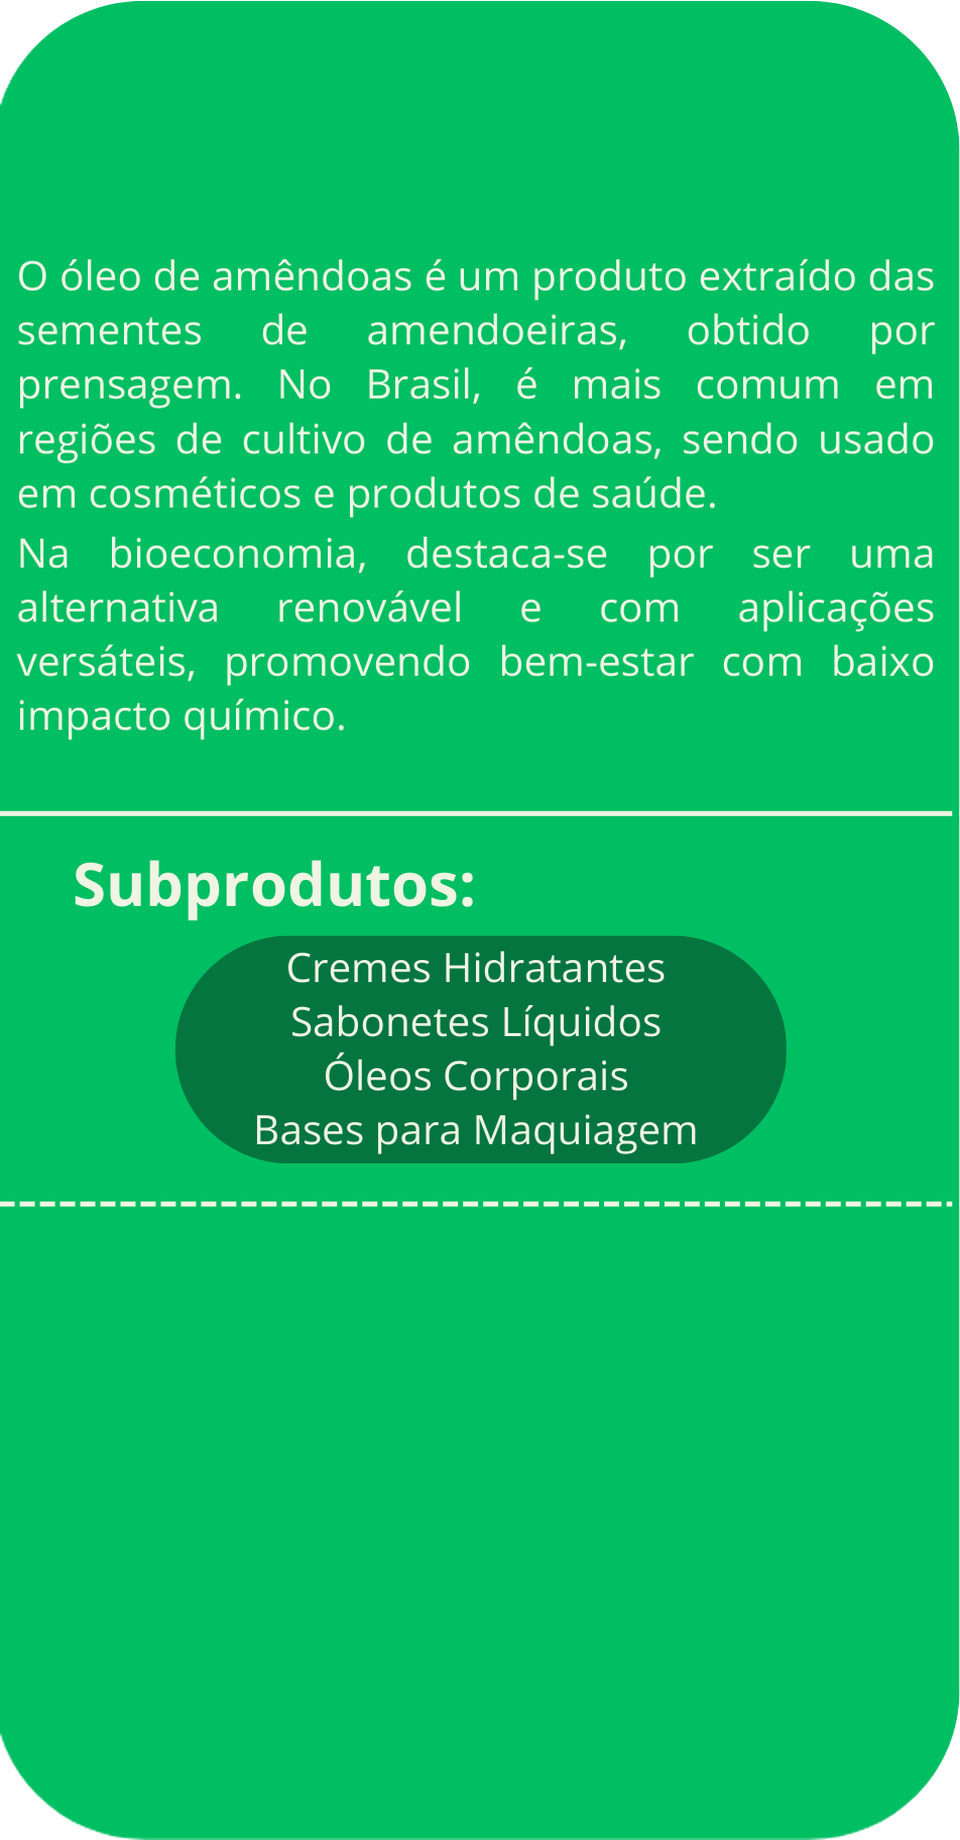 O óleo de amêndoas é um produto extraído das
sementes de amendoeiras, obtido por
prensagem. No Brasil, é mais comum em
regiões de cultivo de amêndoas, sendo usado
em cosméticos e produtos de saúde.
Na bioeconomia, destaca-se por ser uma
alternativa renovável e com aplicações
versáteis, promovendo bem-estar com baixo
impacto químico.
Subprodutos:
Cremes Hidratantes
Sabonetes Líquidos
Óleos Corporais
Bases para Maquiagem